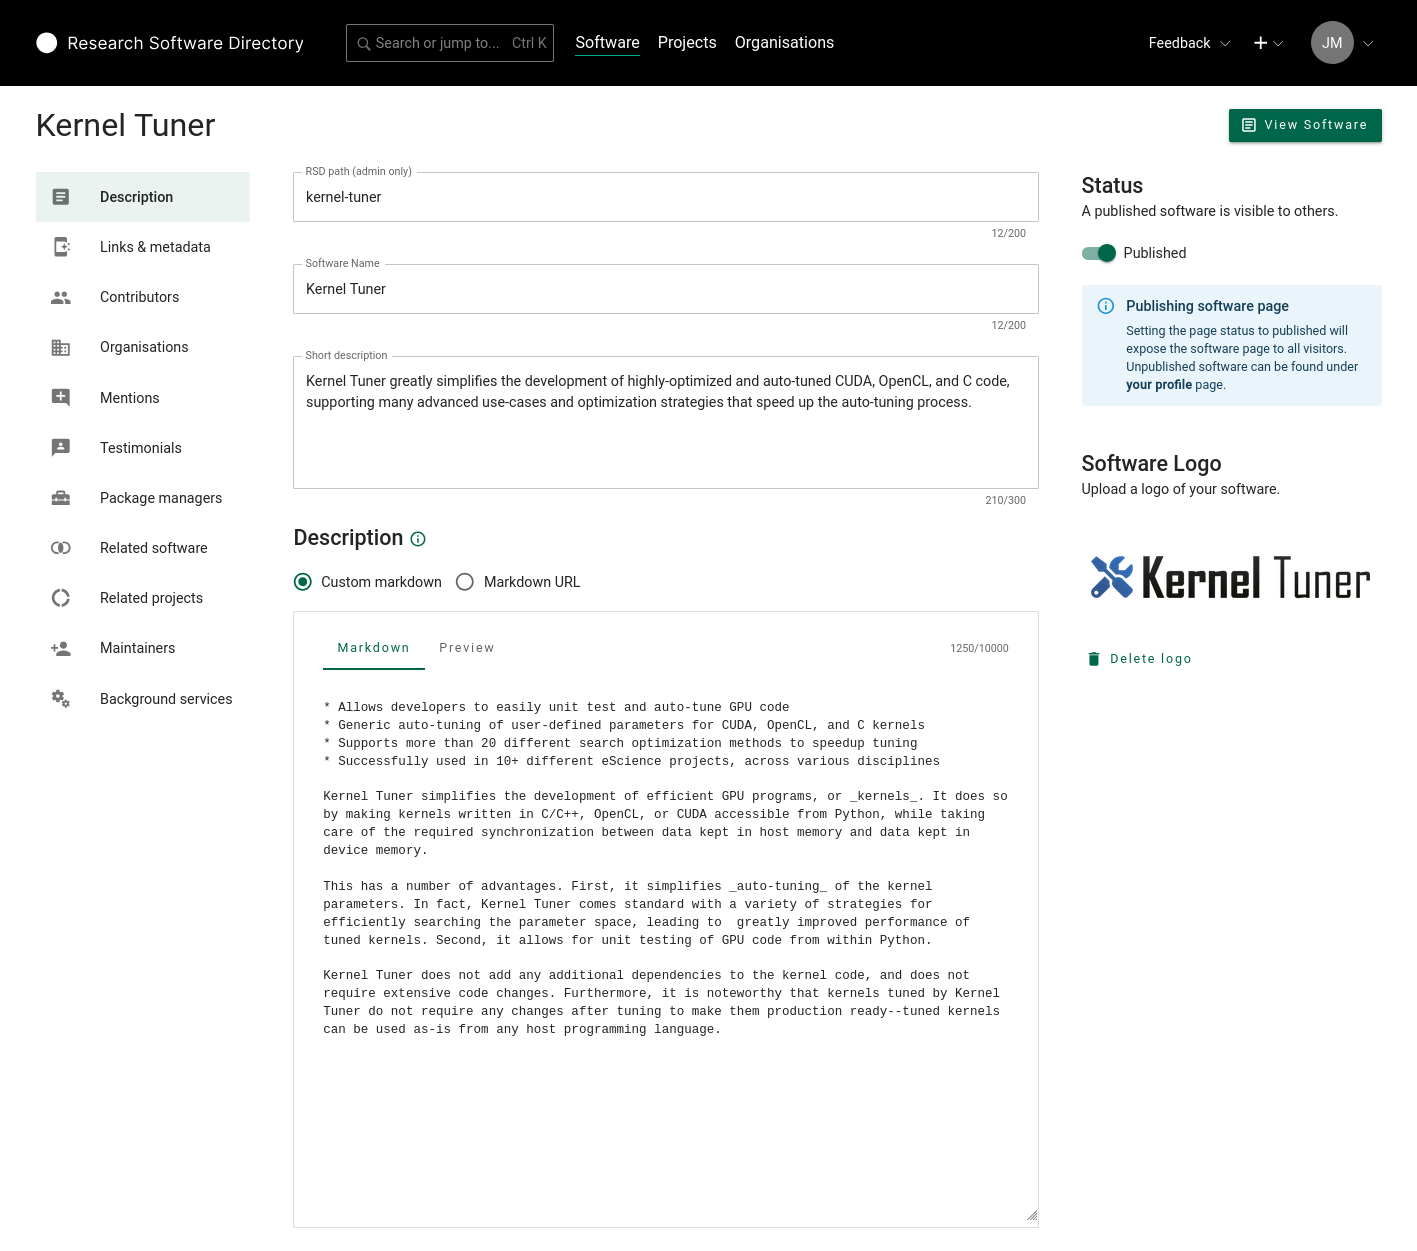 Research Software Directory
Search or jump to... Ctrl K
Software Projects Organisations
Feedback
JM
Kernel Tuner
View Software
Description
Links & metadata
Contributors
Organisations
Mentions
Testimonials
Package managers
Related software
Related projects
Maintainers
Background services
RSD path (admin only)
kernel-tuner
12/200
Software Name
Kernel Tuner
12/200
Short description
Kernel Tuner greatly simplifies the development of highly-optimized and auto-tuned CUDA, OpenCL, and C code,
supporting many advanced use-cases and optimization strategies that speed up the auto-tuning process.
210/300
Description
Custom markdown Markdown URL
Markdown Preview 1250/10000
* Allows developers to easily unit test and auto-tune GPU code
* Generic auto-tuning of user-defined parameters for CUDA, OpenCL, and C kernels
* Supports more than 20 different search optimization methods to speedup tuning
* Successfully used in 10+ different eScience projects, across various disciplines
Kernel Tuner simplifies the development of efficient GPU programs, or _kernels_. It does so
by making kernels written in C/C++, OpenCL, or CUDA accessible from Python, while taking
care of the required synchronization between data kept in host memory and data kept in
device memory.
This has a number of advantages. First, it simplifies _auto-tuning_ of the kernel
parameters. In fact, Kernel Tuner comes standard with a variety of strategies for
efficiently searching the parameter space, leading to  greatly improved performance of
tuned kernels. Second, it allows for unit testing of GPU code from within Python.
Kernel Tuner does not add any additional dependencies to the kernel code, and does not
require extensive code changes. Furthermore, it is noteworthy that kernels tuned by Kernel
Tuner do not require any changes after tuning to make them production ready--tuned kernels
can be used as-is from any host programming language.
Status
A published software is visible to others.
Published
Publishing software page
Setting the page status to published will
expose the software page to all visitors.
Unpublished software can be found under
your profile page.
Software Logo
Upload a logo of your software.
Kernel Tuner
Delete logo